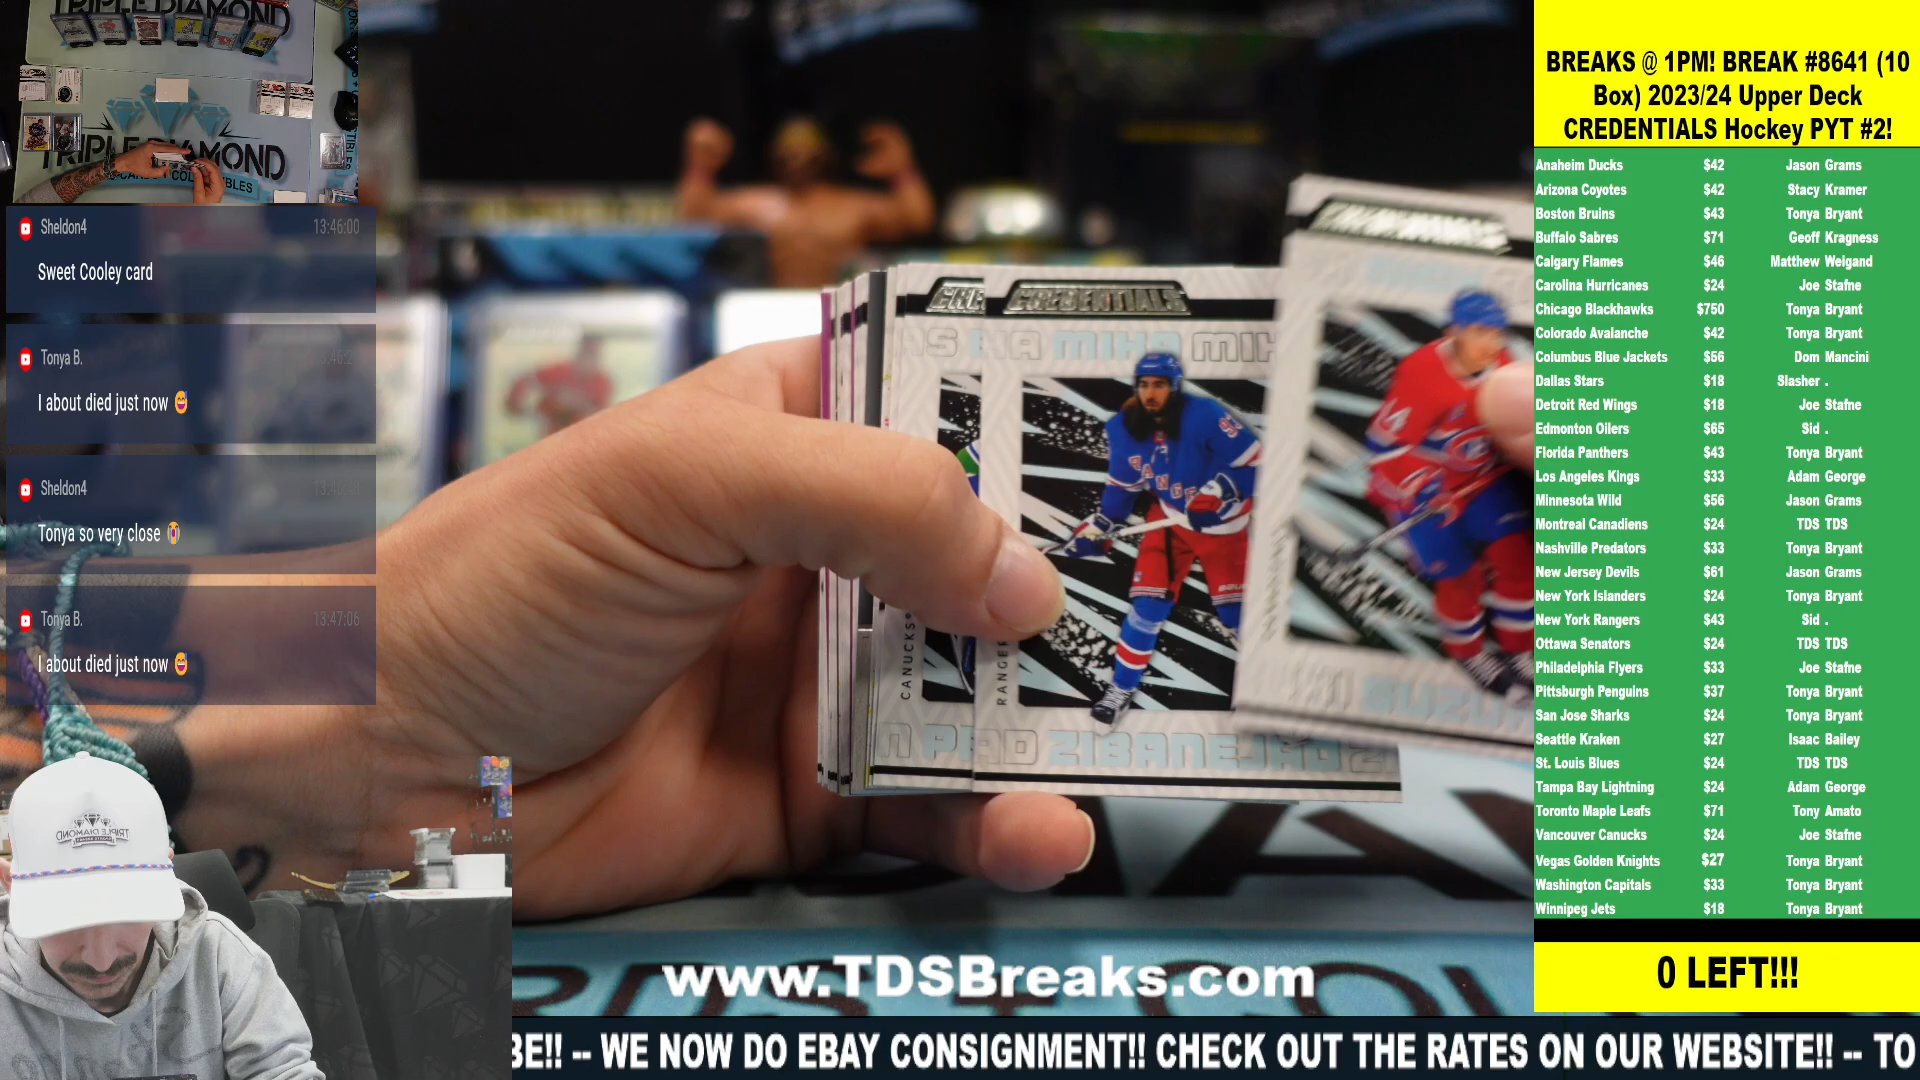 TRIPLE DIAMOND
TRIPLE DIAMOND
Sheldon4 13:46:00
Sweet Cooley card
Tonya B.
I about died just now 😅
Sheldon4
Tonya so very close 😭
Tonya B. 13:47:06
I about died just now 😅
CREDENTIALS
MIKA
CANUCKS
RANGERS
ZIBANEJAD
www.TDSBreaks.com
BE!! -- WE NOW DO EBAY CONSIGNMENT!! CHECK OUT THE RATES ON OUR WEBSITE!! -- TO
BREAKS @ 1PM! BREAK #8641 (10
Box) 2023/24 Upper Deck
CREDENTIALS Hockey PYT #2!
Anaheim Ducks $42 Jason Grams
Arizona Coyotes $42 Stacy Kramer
Boston Bruins $43 Tonya Bryant
Buffalo Sabres $71 Geoff Kragness
Calgary Flames $46 Matthew Weigand
Carolina Hurricanes $24 Joe Stafne
Chicago Blackhawks $750 Tonya Bryant
Colorado Avalanche $42 Tonya Bryant
Columbus Blue Jackets $56 Dom Mancini
Dallas Stars $18 Slasher .
Detroit Red Wings $18 Joe Stafne
Edmonton Oilers $65 Sid .
Florida Panthers $43 Tonya Bryant
Los Angeles Kings $33 Adam George
Minnesota Wild $56 Jason Grams
Montreal Canadiens $24 TDS TDS
Nashville Predators $33 Tonya Bryant
New Jersey Devils $61 Jason Grams
New York Islanders $24 Tonya Bryant
New York Rangers $43 Sid .
Ottawa Senators $24 TDS TDS
Philadelphia Flyers $33 Joe Stafne
Pittsburgh Penguins $37 Tonya Bryant
San Jose Sharks $24 Tonya Bryant
Seattle Kraken $27 Isaac Bailey
St. Louis Blues $24 TDS TDS
Tampa Bay Lightning $24 Adam George
Toronto Maple Leafs $71 Tony Amato
Vancouver Canucks $24 Joe Stafne
Vegas Golden Knights $27 Tonya Bryant
Washington Capitals $33 Tonya Bryant
Winnipeg Jets $18 Tonya Bryant
0 LEFT!!!